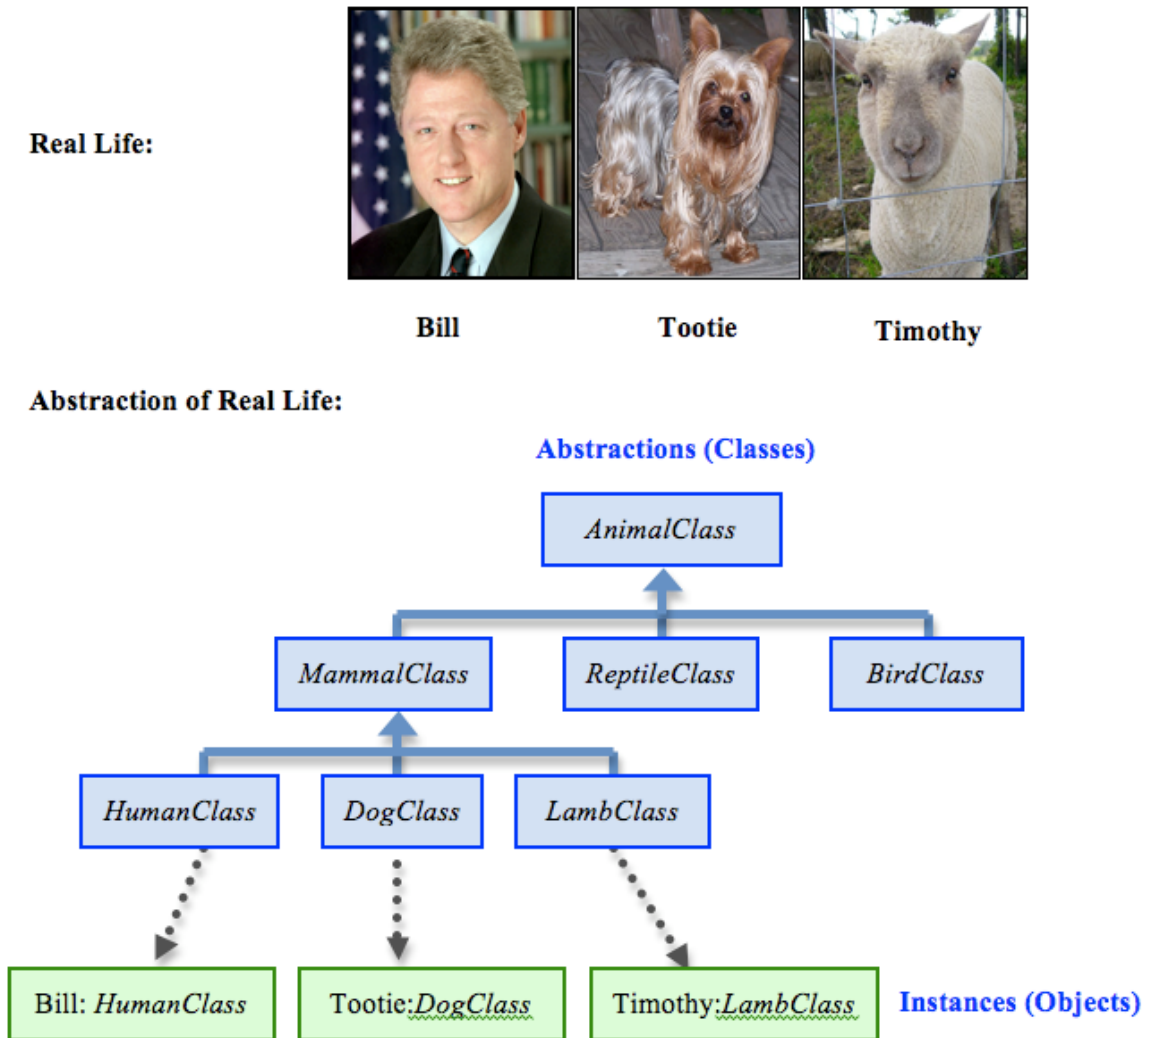 Real Life:
Bill
Tootie
Timothy
Abstraction of Real Life:
Abstractions (Classes)
AnimalClass
MammalClass
ReptileClass
BirdClass
HumanClass
DogClass
LambClass
Bill: HumanClass
Tootie:DogClass
Timothy:LambClass
Instances (Objects)